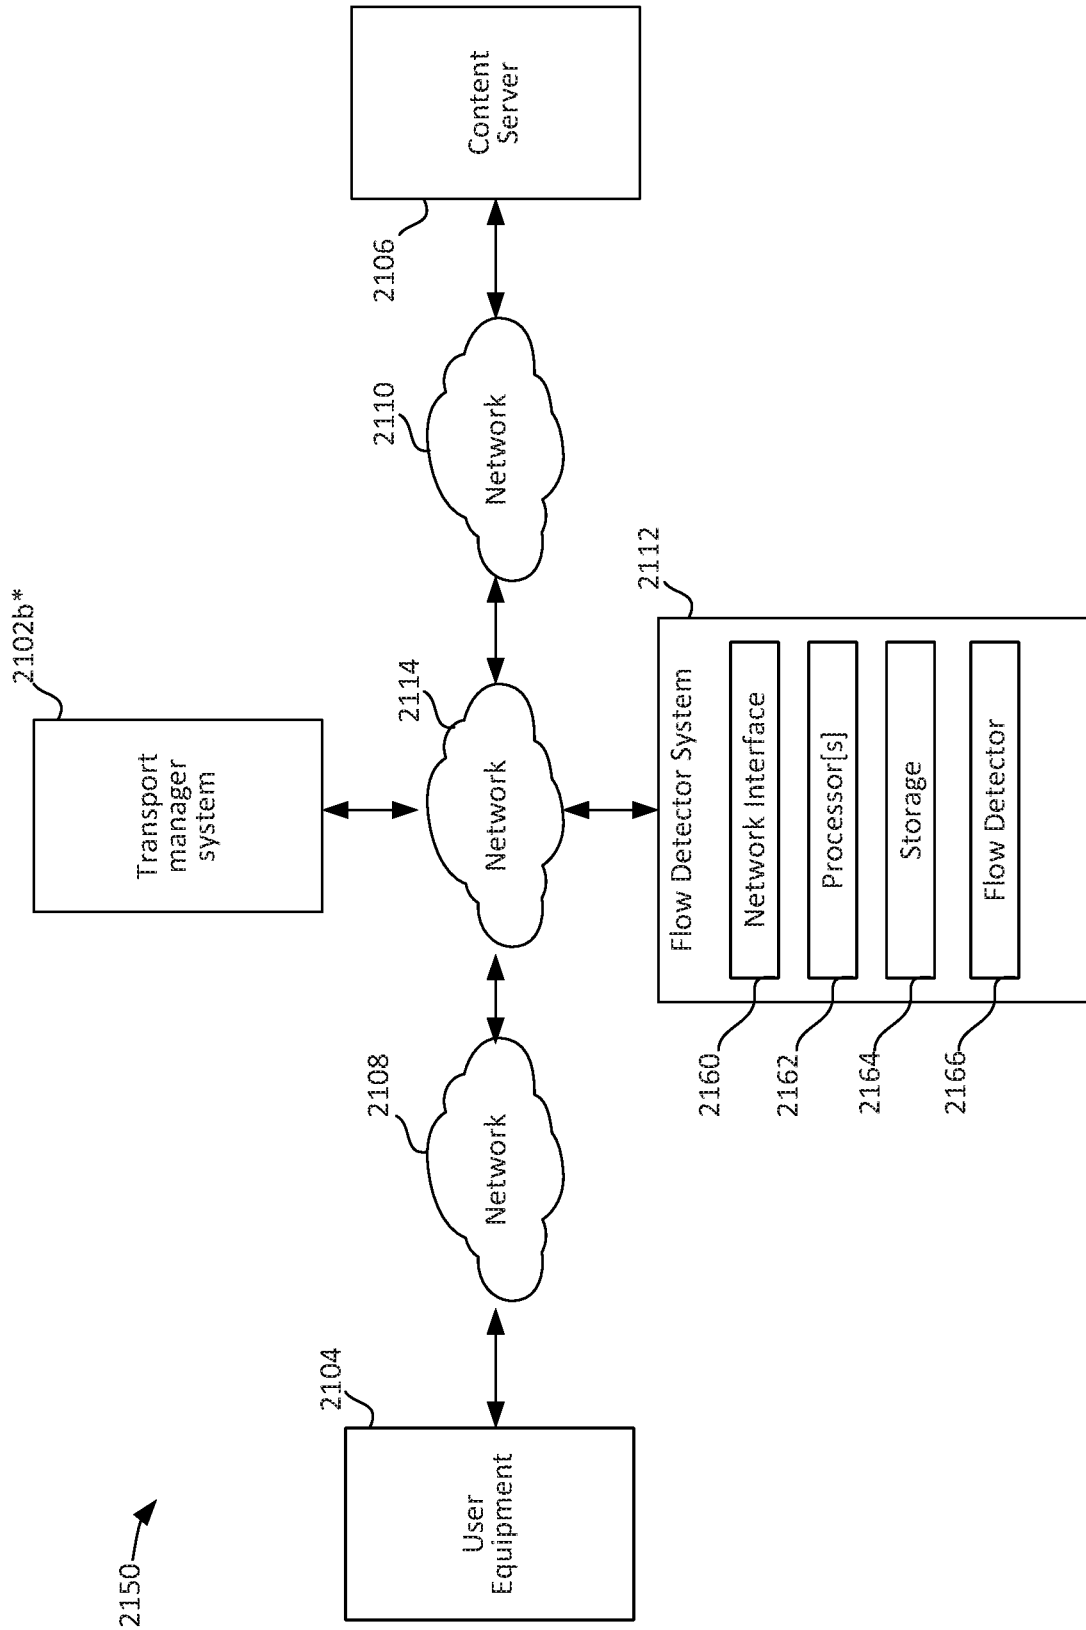 2150
User
Equipment
2104
Network
2108
Transport
manager
system
2102b*
Network
2114
Network
2110
Content
Server
2106
Flow Detector System
2112
Network Interface
2160
Processor[s]
2162
Storage
2164
Flow Detector
2166